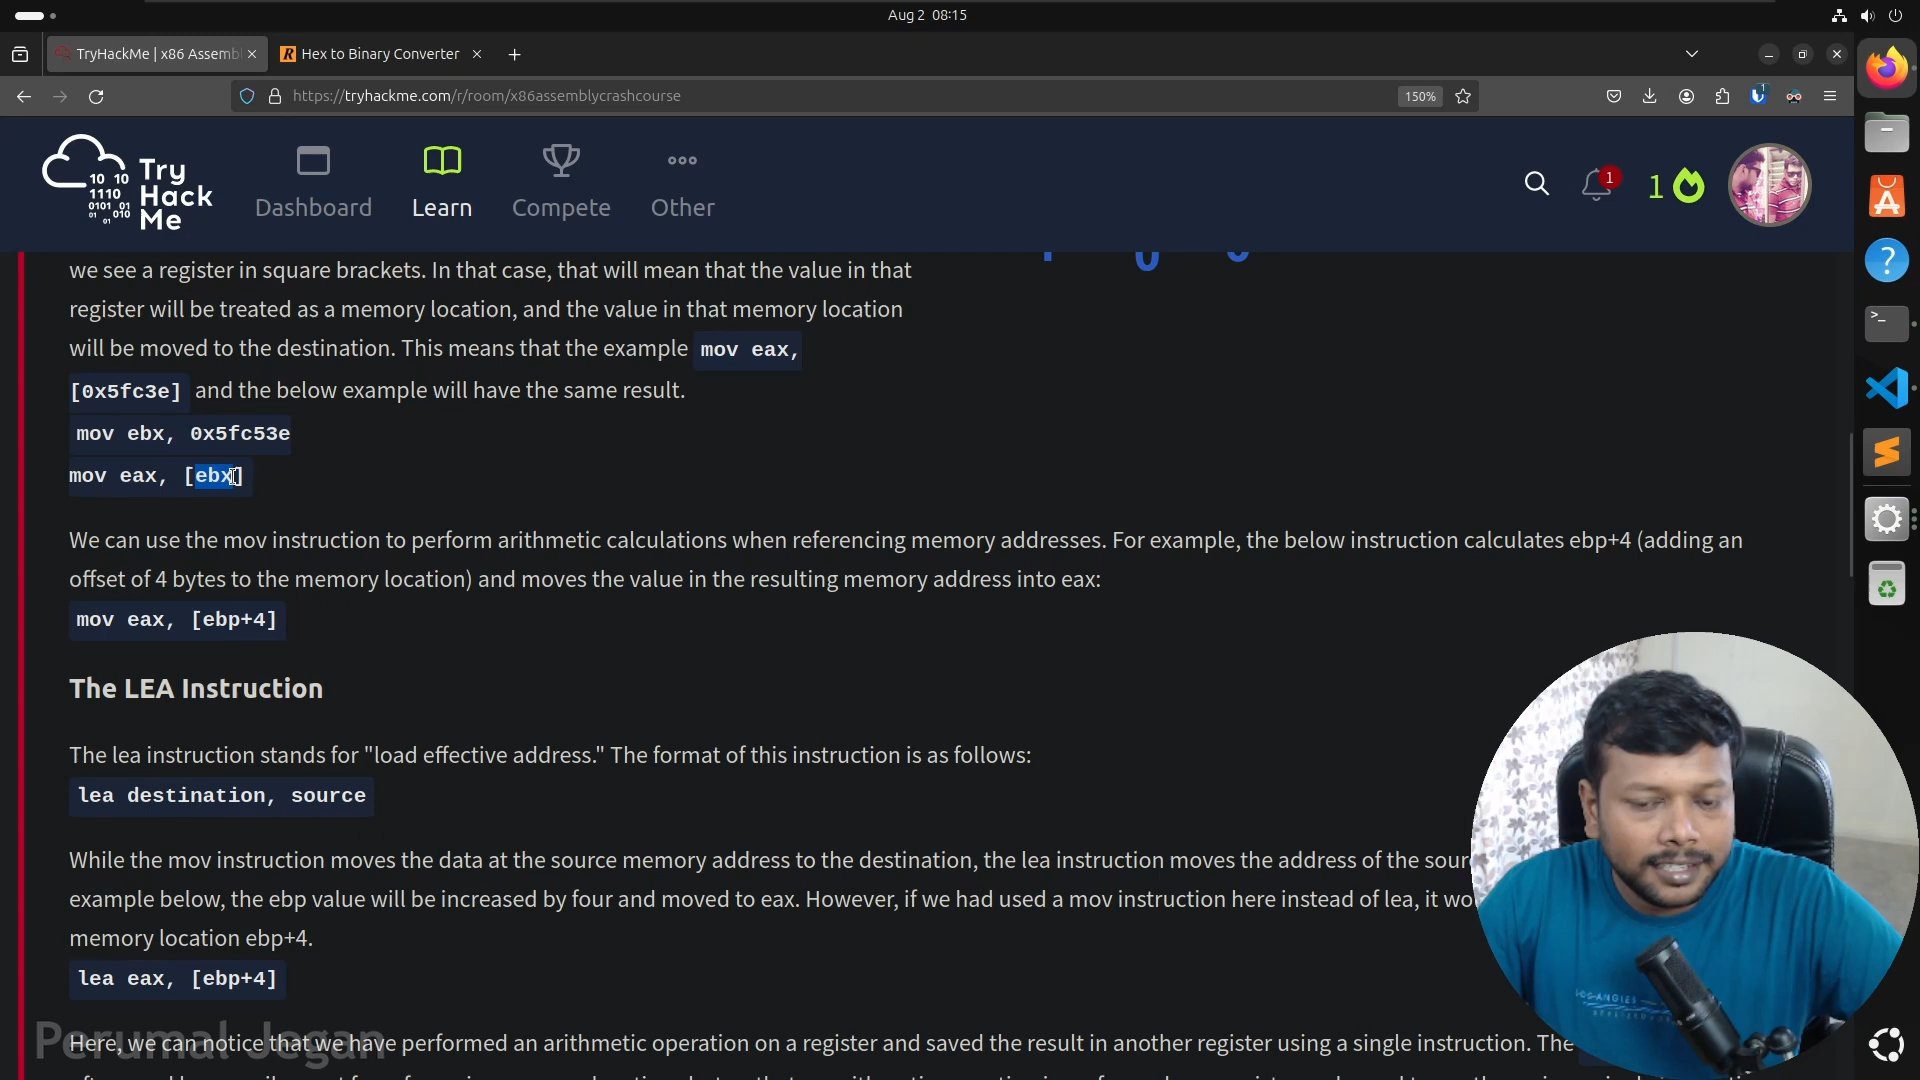 Aug 2 08:15
TryHackMe | x86 Assemb
Hex to Binary Converter
https://tryhackme.com/r/room/x86assemblycrashcourse
150%
10 10
1110
0101 01
01 010
01
Try
Hack
Me
Dashboard
Learn
Compete
Other
1
1
we see a register in square brackets. In that case, that will mean that the value in that
register will be treated as a memory location, and the value in that memory location
will be moved to the destination. This means that the example mov eax,
[0x5fc3e] and the below example will have the same result.
mov ebx, 0x5fc53e
mov eax, [ebx]
We can use the mov instruction to perform arithmetic calculations when referencing memory addresses. For example, the below instruction calculates ebp+4 (adding an
offset of 4 bytes to the memory location) and moves the value in the resulting memory address into eax:
mov eax, [ebp+4]
The LEA Instruction
The lea instruction stands for "load effective address." The format of this instruction is as follows:
lea destination, source
While the mov instruction moves the data at the source memory address to the destination, the lea instruction moves the address of the sour
example below, the ebp value will be increased by four and moved to eax. However, if we had used a mov instruction here instead of lea, it wo
memory location ebp+4.
lea eax, [ebp+4]
Perumal Jegan
Here, we can notice that we have performed an arithmetic operation on a register and saved the result in another register using a single instruction. The